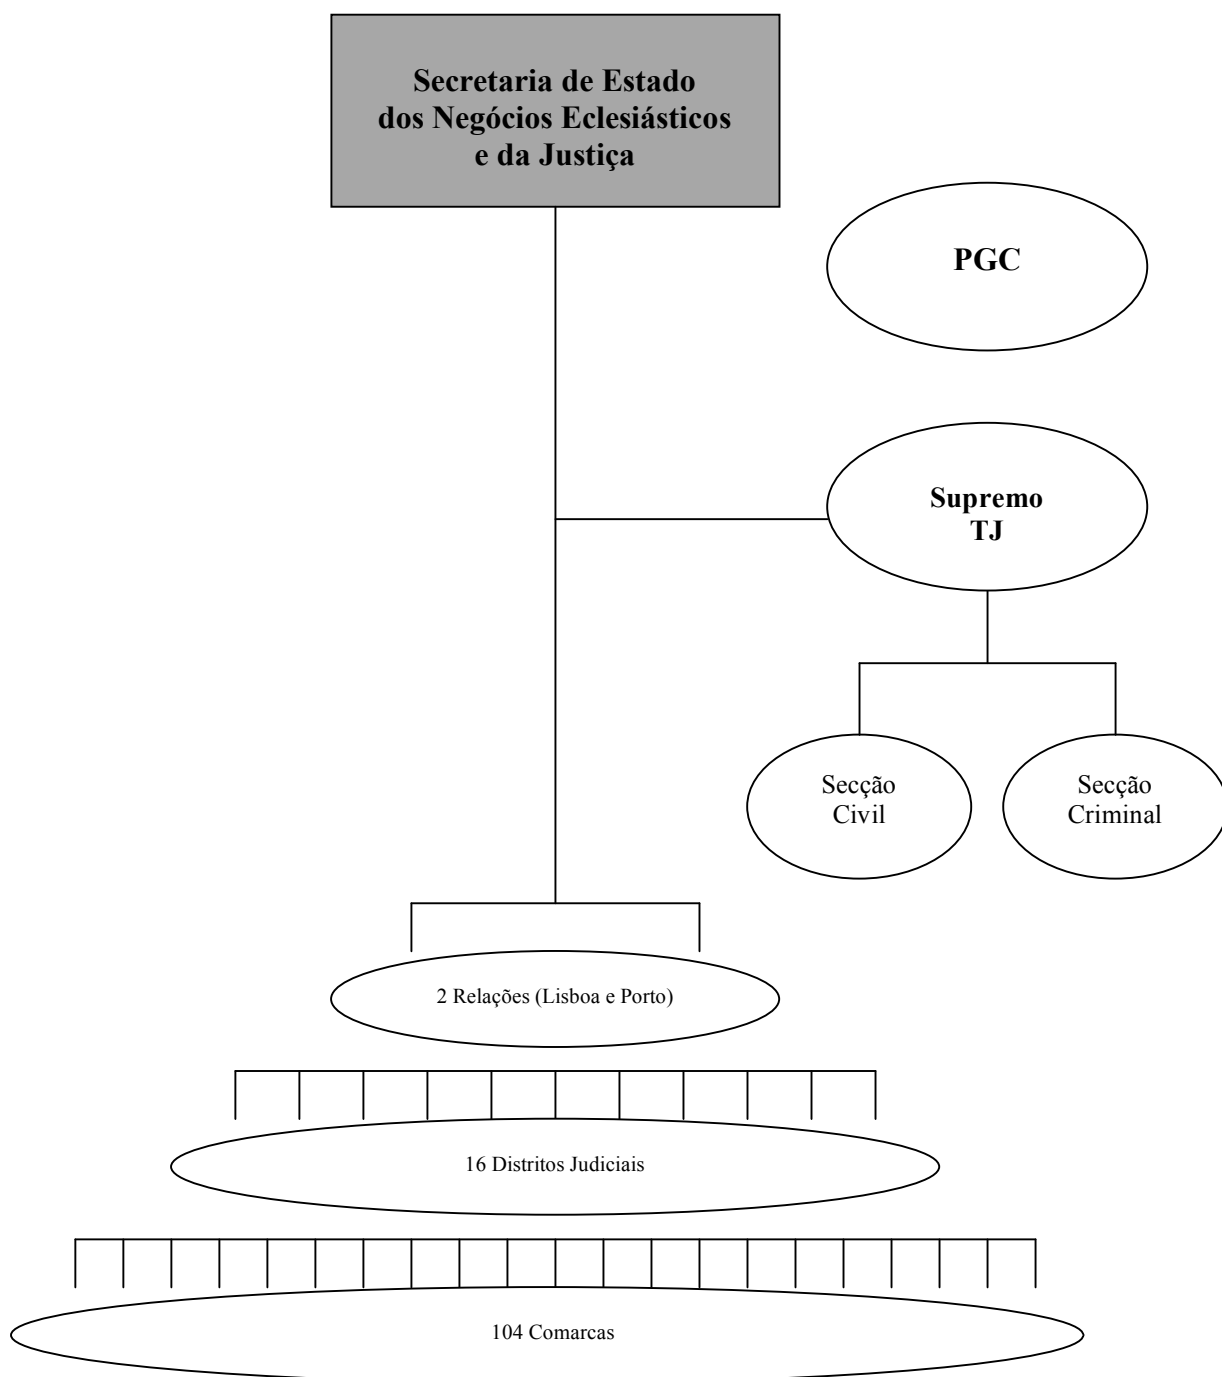 Secretaria de Estado
dos Negócios Eclesiásticos
e da Justiça
PGC
Supremo
TJ
Secção
Civil
Secção
Criminal
2 Relações (Lisboa e Porto)
16 Distritos Judiciais
104 Comarcas